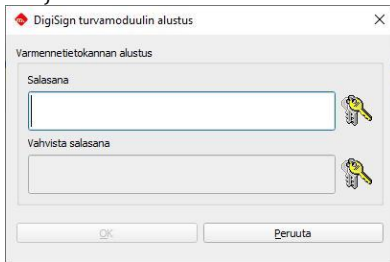 DigiSign turvamoduulin alustus
Varmennetietokannan alustus
Salasana
Vahvista salasana
OK
Peruuta